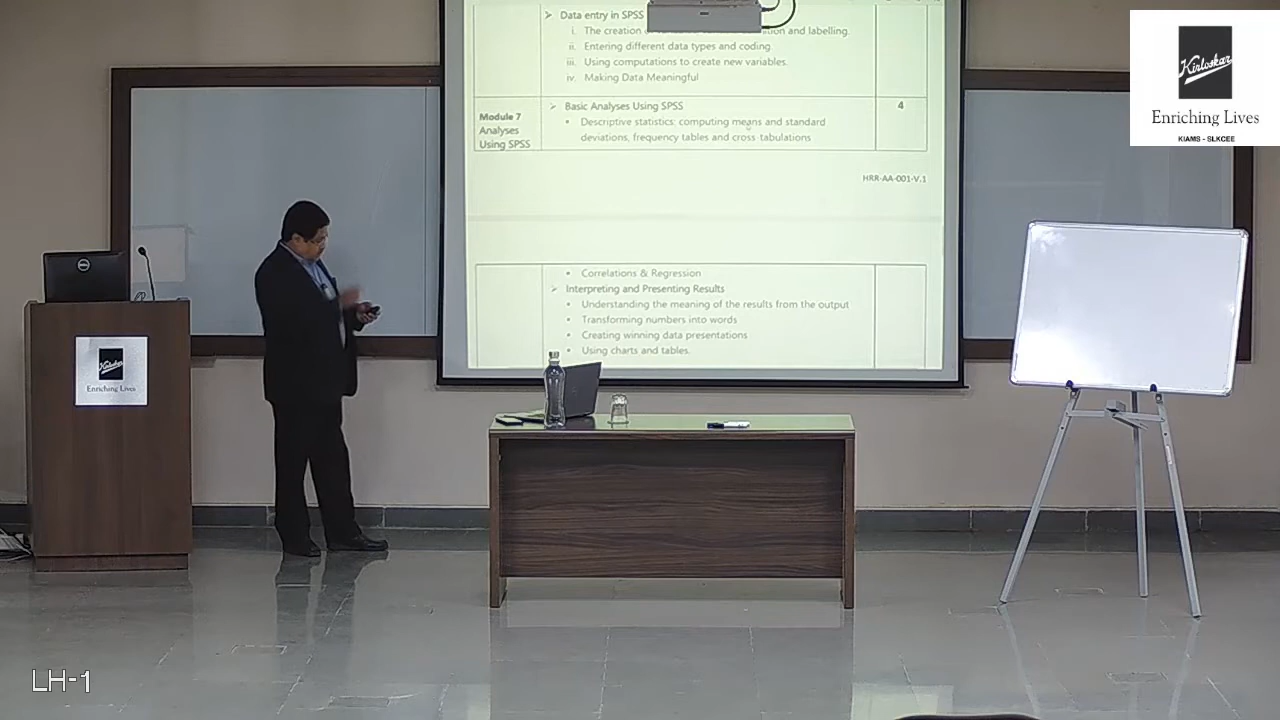 Data entry in SPSS
i. The creation and labelling.
ii. Entering different data types and coding.
iii. Using computations to create new variables.
iv. Making Data Meaningful
Module 7
Analyses
Using SPSS
Basic Analyses Using SPSS
4
Descriptive statistics: computing means and standard
deviations, frequency tables and cross tabulations
HRR-AA-001-V.1
Correlations & Regression
Interpreting and Presenting Results
Understanding the meaning of the results from the output
Transforming numbers into words
Creating winning data presentations
Using charts and tables.
Kirloskar
Enriching Lives
KIAMS - SLKCEE
DELL
Kirloskar
Enriching Lives
LH-1